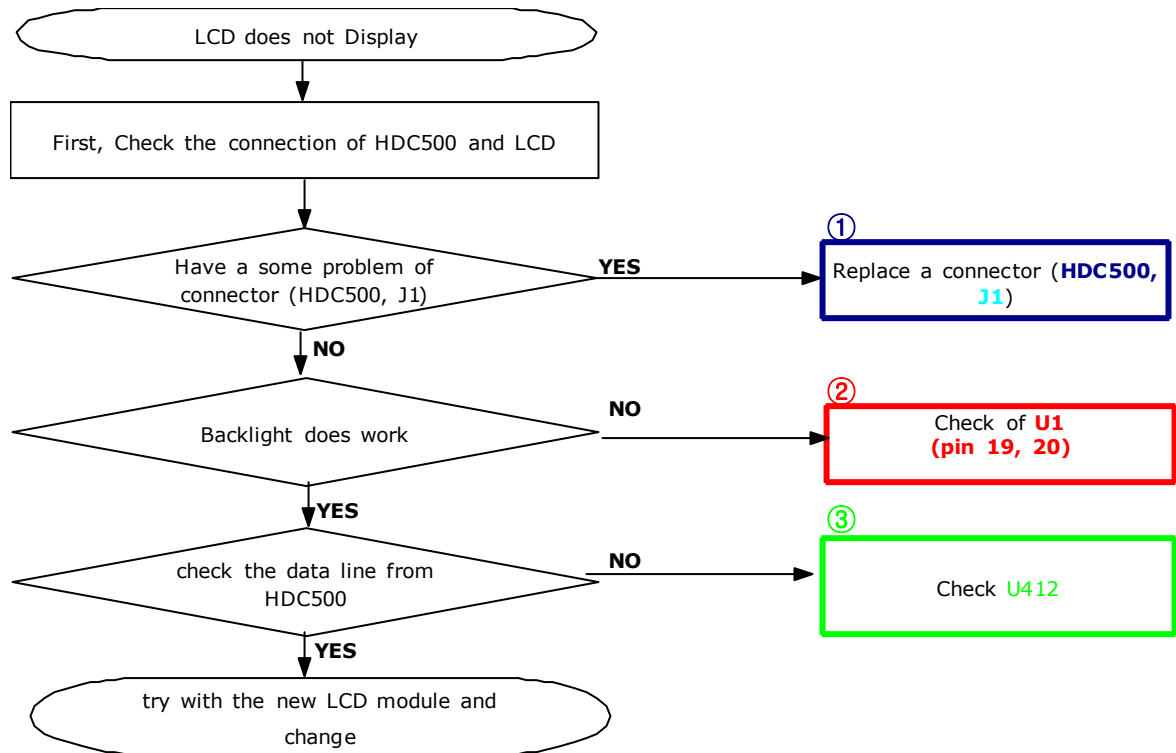 LCD does not Display
First, Check the connection of HDC500 and LCD
①
Have a some problem of
connector (HDC500, J1)
YES
Replace a connector (HDC500,
J1)
NO
②
Backlight does work
NO
Check of U1
(pin 19, 20)
YES
③
check the data line from
HDC500
NO
Check U412
YES
try with the new LCD module and
change